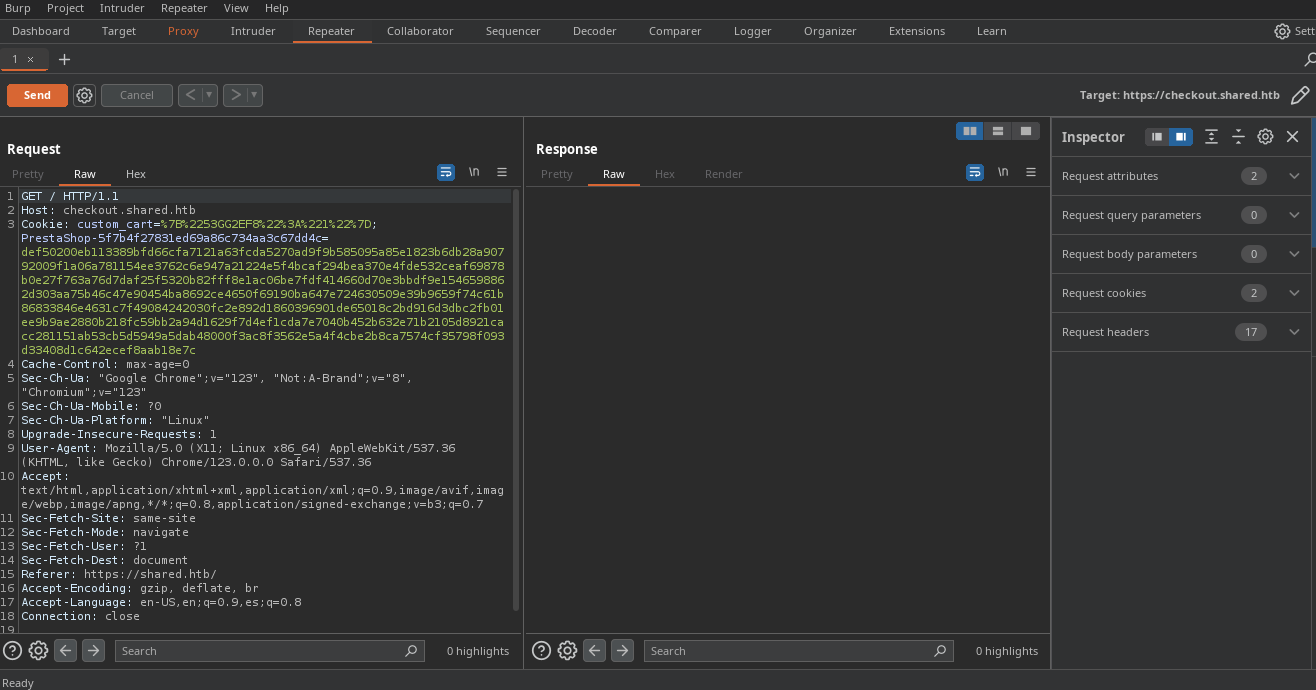 Burp Project Intruder Repeater View Help
Dashboard Target Proxy Intruder Repeater Collaborator Sequencer Decoder Comparer Logger Organizer Extensions Learn Sett
1 × +
Send Cancel < ▾ > ▾ Target: https://checkout.shared.htb
Request
Pretty Raw Hex \n
1 GET / HTTP/1.1
2 Host: checkout.shared.htb
3 Cookie: custom_cart=%7B%2253GG2EF8%22%3A%221%22%7D;
PrestaShop-5f7b4f27831ed69a86c734aa3c67dd4c=
def50200eb113389bfd66cfa7121a63fcda5270ad9f9b585095a85e1823b6db28a907
92009f1a06a781154ee3762c6e947a21224e5f4bcaf294bea370e4fde532ceaf69878
b0e27f763a76d7daf25f5320b82fff8e1ac06be7fdf414660d70e3bbdf9e154659886
2d303aa75b46c47e90454ba8692ce4650f69190ba647e724630509e39b9659f74c61b
86833846e4631c7f49084242030fc2e892d1860396901de65018c2bd916d3dbc2fb01
ee9b9ae2880b218fc59bb2a94d1629f7d4ef1cda7e7040b452b632e71b2105d8921ca
cc281151ab53cb5d5949a5dab48000f3ac8f3562e5a4f4cbe2b8ca7574cf35798f093
d33408d1c642ecef8aab18e7c
4 Cache-Control: max-age=0
5 Sec-Ch-Ua: "Google Chrome";v="123", "Not:A-Brand";v="8",
"Chromium";v="123"
6 Sec-Ch-Ua-Mobile: ?0
7 Sec-Ch-Ua-Platform: "Linux"
8 Upgrade-Insecure-Requests: 1
9 User-Agent: Mozilla/5.0 (X11; Linux x86_64) AppleWebKit/537.36
(KHTML, like Gecko) Chrome/123.0.0.0 Safari/537.36
10 Accept:
text/html,application/xhtml+xml,application/xml;q=0.9,image/avif,imag
e/webp,image/apng,*/*;q=0.8,application/signed-exchange;v=b3;q=0.7
11 Sec-Fetch-Site: same-site
12 Sec-Fetch-Mode: navigate
13 Sec-Fetch-User: ?1
14 Sec-Fetch-Dest: document
15 Referer: https://shared.htb/
16 Accept-Encoding: gzip, deflate, br
17 Accept-Language: en-US,en;q=0.9,es;q=0.8
18 Connection: close
19
Search 0 highlights
Response
Pretty Raw Hex Render \n
Search 0 highlights
Inspector
Request attributes 2
Request query parameters 0
Request body parameters 0
Request cookies 2
Request headers 17
Ready